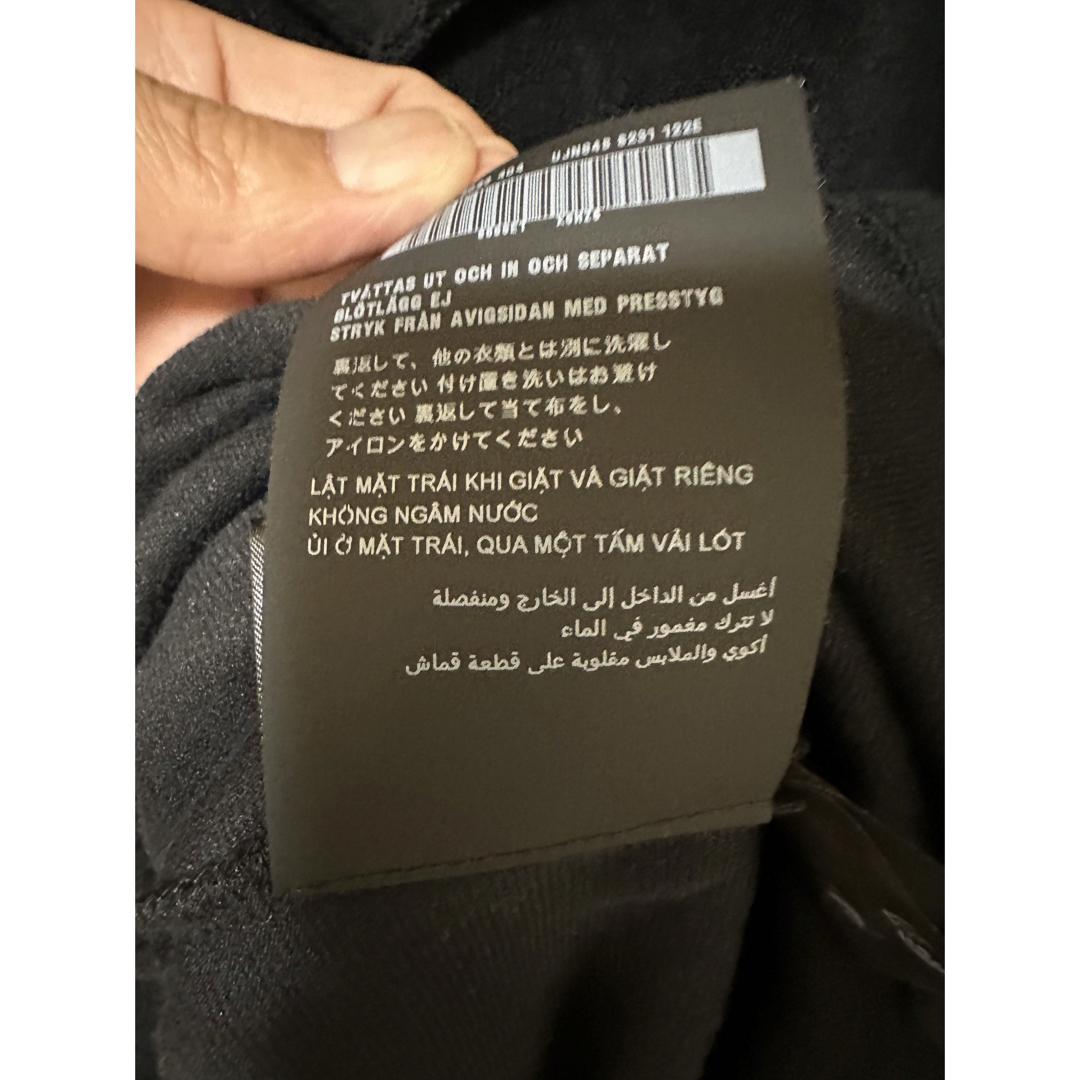 UJN845 6291 1225
TVÄTTAS UT OCH IN OCH SEPARAT
BLÖTLÄGG EJ
STRYK FRÅN AVIGSIDAN MED PRESSTYG
裏返して、他の衣類とは別に洗濯し
てください 付け置き洗いはお避け
ください 裏返して当て布をし、
アイロンをかけてください
LẬT MẶT TRÁI KHI GIẶT VÀ GIẶT RIÊNG
KHÔNG NGÂM NƯỚC
ỦI Ở MẶT TRÁI, QUA MỘT TẤM VẢI LÓT
أغسل من الداخل إلى الخارج ومنفصلة
لا تترك مغمور في الماء
أكوي والملابس مقلوبة على قطعة قماش